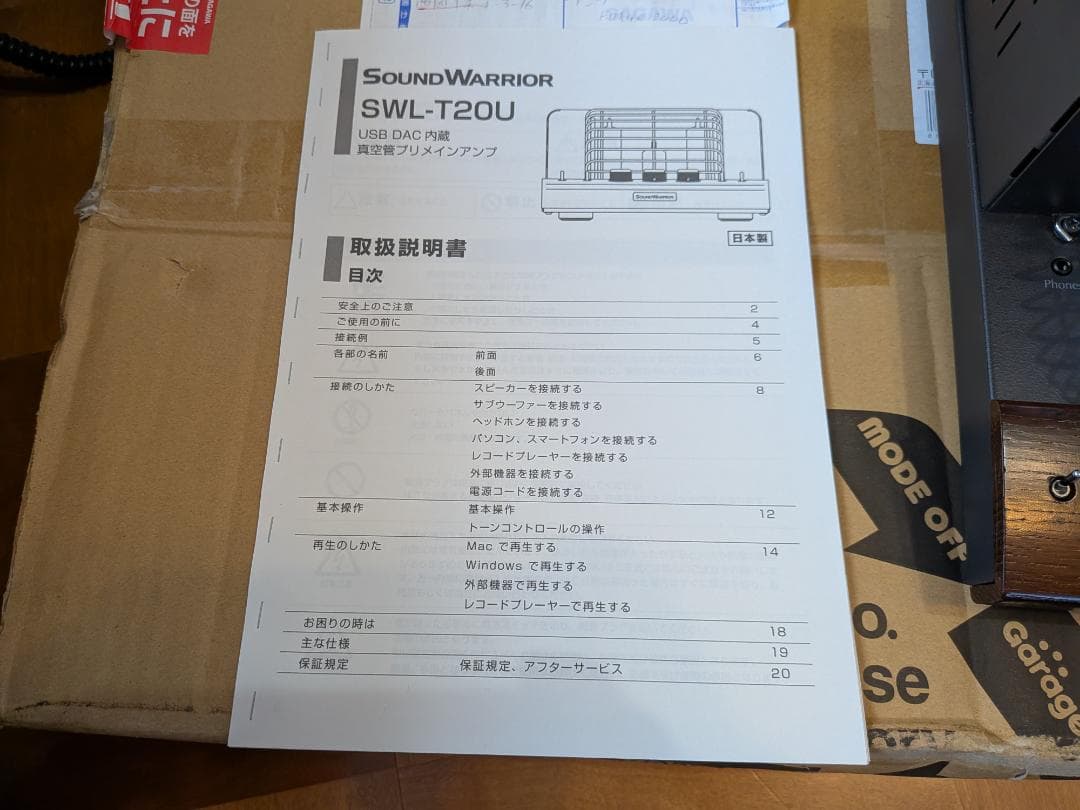 の面を
に
SAGAWA
SOUNDWARRIOR
SWL-T20U
USB DAC 内蔵
真空管プリメインアンプ
SOUNDWARRIOR
日本製
取扱説明書
目次
安全上のご注意 2
ご使用の前に 4
接続例 5
各部の名前 前面 6
後面
接続のしかた スピーカーを接続する 8
サブウーファーを接続する
ヘッドホンを接続する
パソコン、スマートフォンを接続する
レコードプレーヤーを接続する
外部機器を接続する
電源コードを接続する
基本操作 基本操作 12
トーンコントロールの操作
再生のしかた Mac で再生する 14
Windows で再生する
外部機器で再生する
レコードプレーヤーで再生する
お困りの時は 18
主な仕様 19
保証規定 保証規定、アフターサービス 20
Phones
MODE OFF
o.
se
Garage